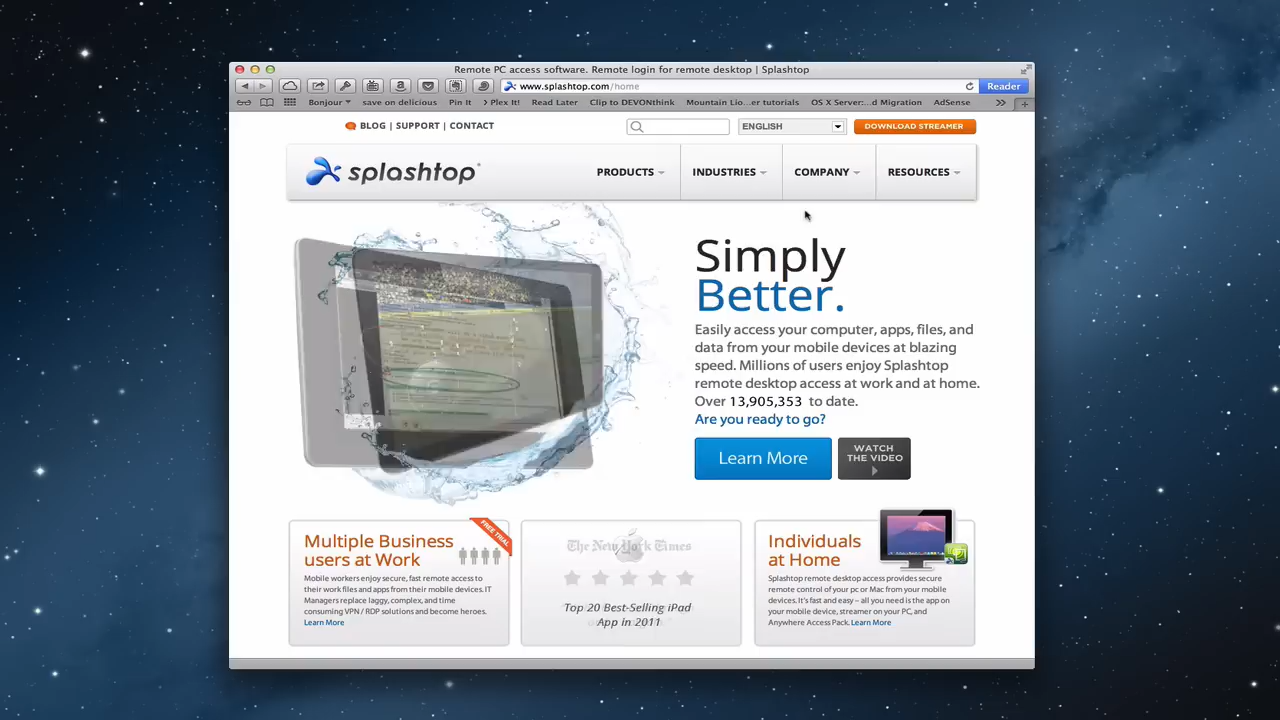 Remote PC access software. Remote login for remote desktop | Splashtop
www.splashtop.com/home
Reader
Bonjour
save on delicious
Pin It
> Plex It!
Read Later
Clip to DEVONthink
Mountain Lio...er tutorials
OS X Server:...d Migration
AdSense
BLOG | SUPPORT | CONTACT
ENGLISH
DOWNLOAD STREAMER
splashtop
PRODUCTS
INDUSTRIES
COMPANY
RESOURCES
Simply
Better.
Easily access your computer, apps, files, and
data from your mobile devices at blazing
speed. Millions of users enjoy Splashtop
remote desktop access at work and at home.
Over 13,905,353 to date.
Are you ready to go?
Learn More
WATCH
THE VIDEO
Multiple Business
users at Work
FREE TRIAL
Mobile workers enjoy secure, fast remote access to
their work files and apps from their mobile devices. IT
Managers replace laggy, complex, and time
consuming VPN / RDP solutions and become heroes.
Learn More
The New York Times
Top 20 Best-Selling iPad
App in 2011
Individuals
at Home
Splashtop remote desktop access provides secure
remote control of your pc or Mac from your mobile
devices. It's fast and easy – all you need is the app on
your mobile device, streamer on your PC, and
Anywhere Access Pack. Learn More